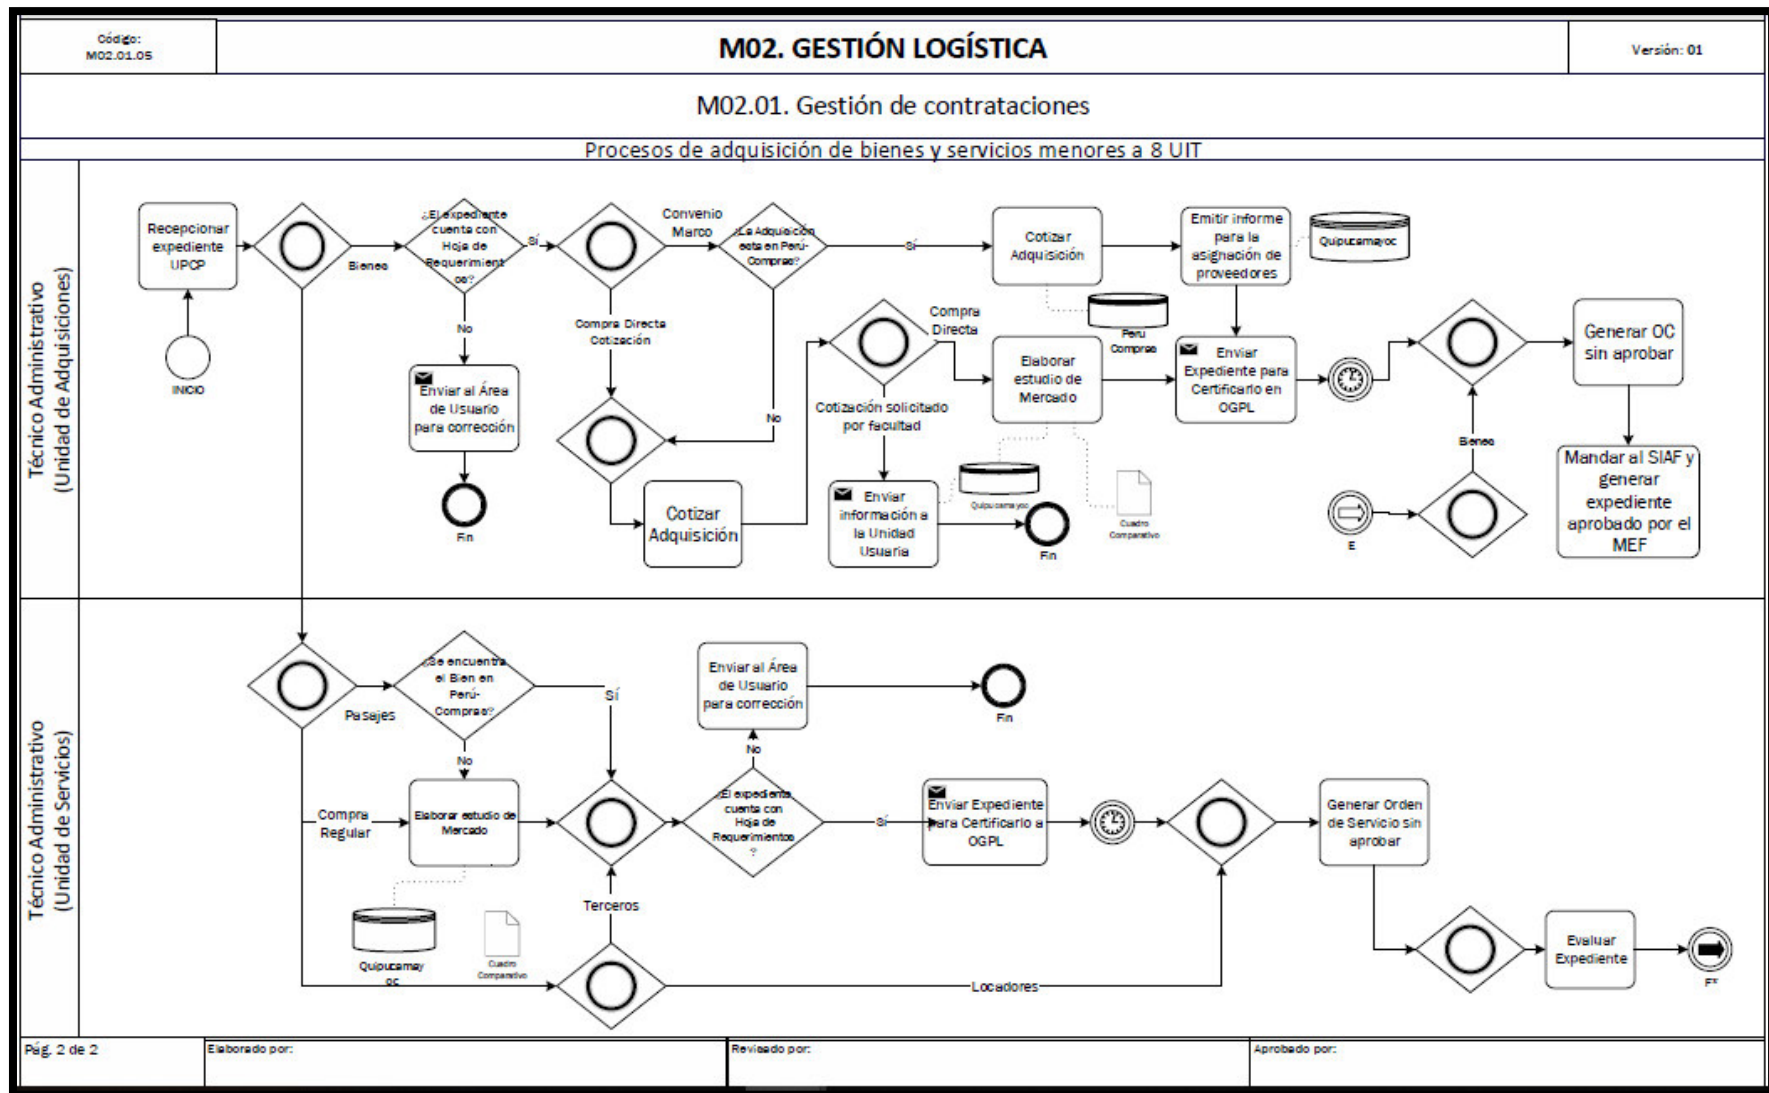 Código:
M02.01.05
M02. GESTIÓN LOGÍSTICA
Versión: 01
M02.01. Gestión de contrataciones
Procesos de adquisición de bienes y servicios menores a 8 UIT
Técnico Administrativo
(Unidad de Adquisiciones)
Recepcionar
expediente
UPCP
INICIO
Bienes
¿El expediente
cuenta con
Hoja de
Requerimient
os?
Sí
No
Enviar al Área
de Usuario
para corrección
Fin
Convenio
Marco
Compra Directa
Cotización
¿La Adquisición
esta en Perú-
Compras?
Sí
No
Cotizar
Adquisición
Compra
Directa
Cotización solicitado
por facultad
Enviar
información a
la Unidad
Usuaria
Fin
Cotizar
Adquisición
Peru
Compras
Elaborar
estudio de
Mercado
Quipucamayoc
Cuadro
Comparativo
Emitir informe
para la
asignación de
proveedores
Quipucamayoc
Enviar
Expediente para
Certificarlo en
OGPL
E
Bienes
Generar OC
sin aprobar
Mandar al SIAF y
generar
expediente
aprobado por el
MEF
Técnico Administrativo
(Unidad de Servicios)
Pasajes
¿Se encuentra
el Bien en
Perú-
Compras?
Sí
No
Compra
Regular
Elaborar estudio de
Mercado
Quipucamay
oc
Cuadro
Comparativo
Terceros
Locadores
¿El expediente
cuenta con
Hoja de
Requerimientos
?
No
Enviar al Área
de Usuario
para corrección
Fin
Sí
Enviar Expediente
para Certificarlo a
OGPL
Generar Orden
de Servicio sin
aprobar
Evaluar
Expediente
Pág. 2 de 2
Elaborado por:
Revisado por:
Aprobado por: